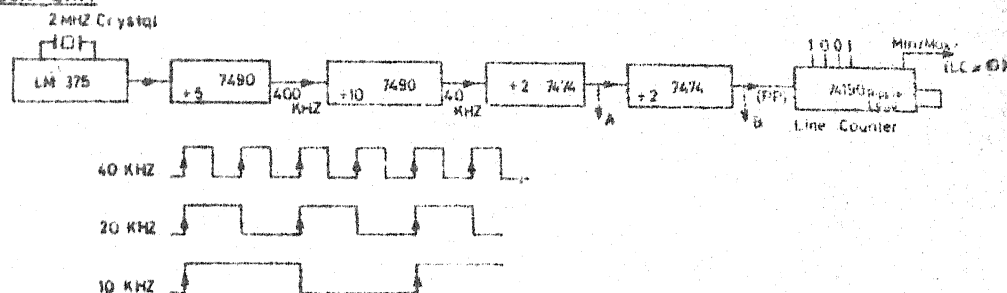 2 MHZ Crystal
LM 375
÷5 7490
400 KHZ
÷10 7490
40 KHZ
÷2 7474
A
÷2 7474
B
1 0 0 1
Min/Max
74190
Line Counter
40 KHZ
20 KHZ
10 KHZ